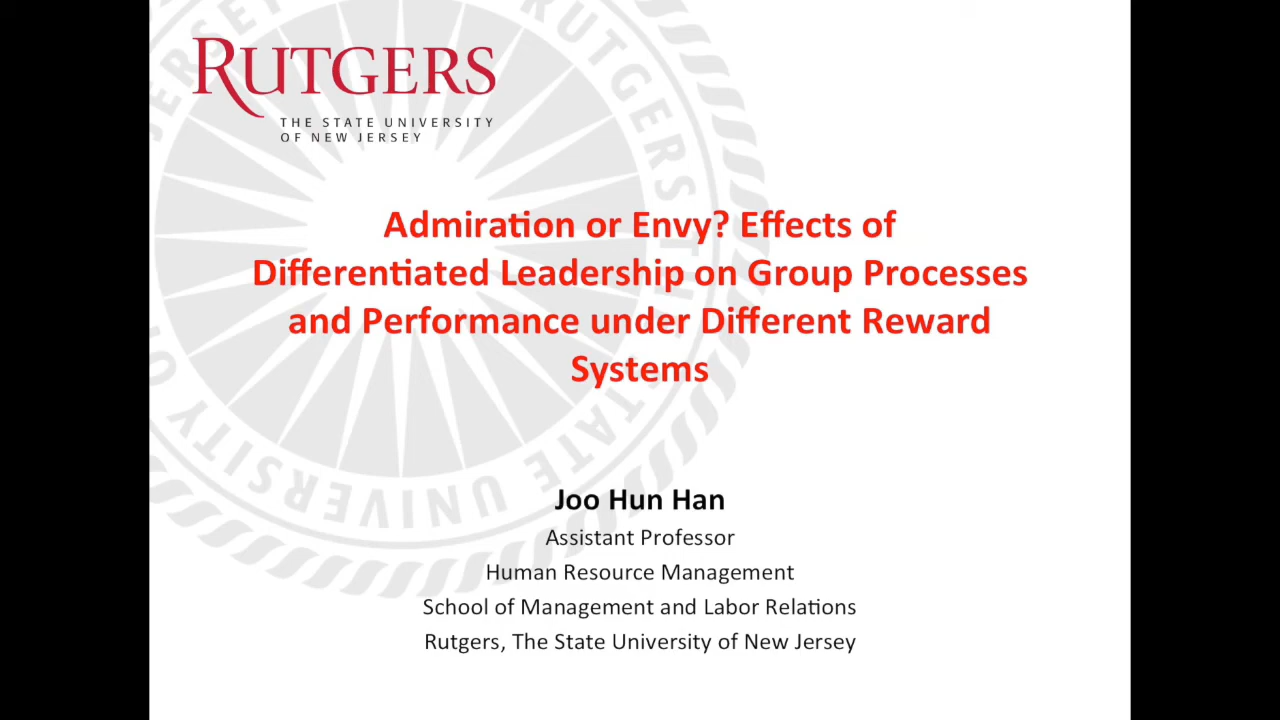 RUTGERS
THE STATE UNIVERSITY
OF NEW JERSEY
Admiration or Envy? Effects of
Differentiated Leadership on Group Processes
and Performance under Different Reward
Systems
Joo Hun Han
Assistant Professor
Human Resource Management
School of Management and Labor Relations
Rutgers, The State University of New Jersey